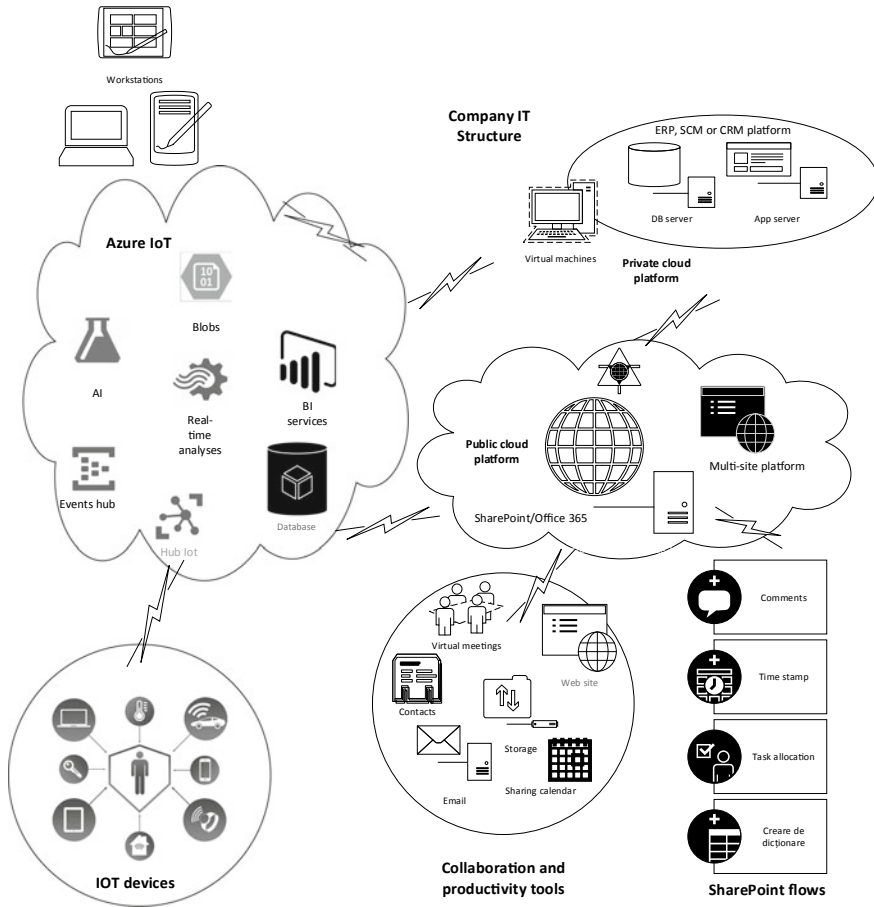 Workstations
Company IT
Structure
ERP, SCM or CRM platform
DB server
App server
Virtual machines
Private cloud
platform
Azure IoT
10
01
Blobs
AI
Real-
time
analyses
BI
services
Events hub
Hub Iot
Database
Public cloud
platform
Multi-site platform
SharePoint/Office 365
Virtual meetings
Web site
Contacts
Storage
Email
Sharing calendar
Collaboration and
productivity tools
IOT devices
Comments
Time stamp
Task allocation
Creare de
dicționare
SharePoint flows